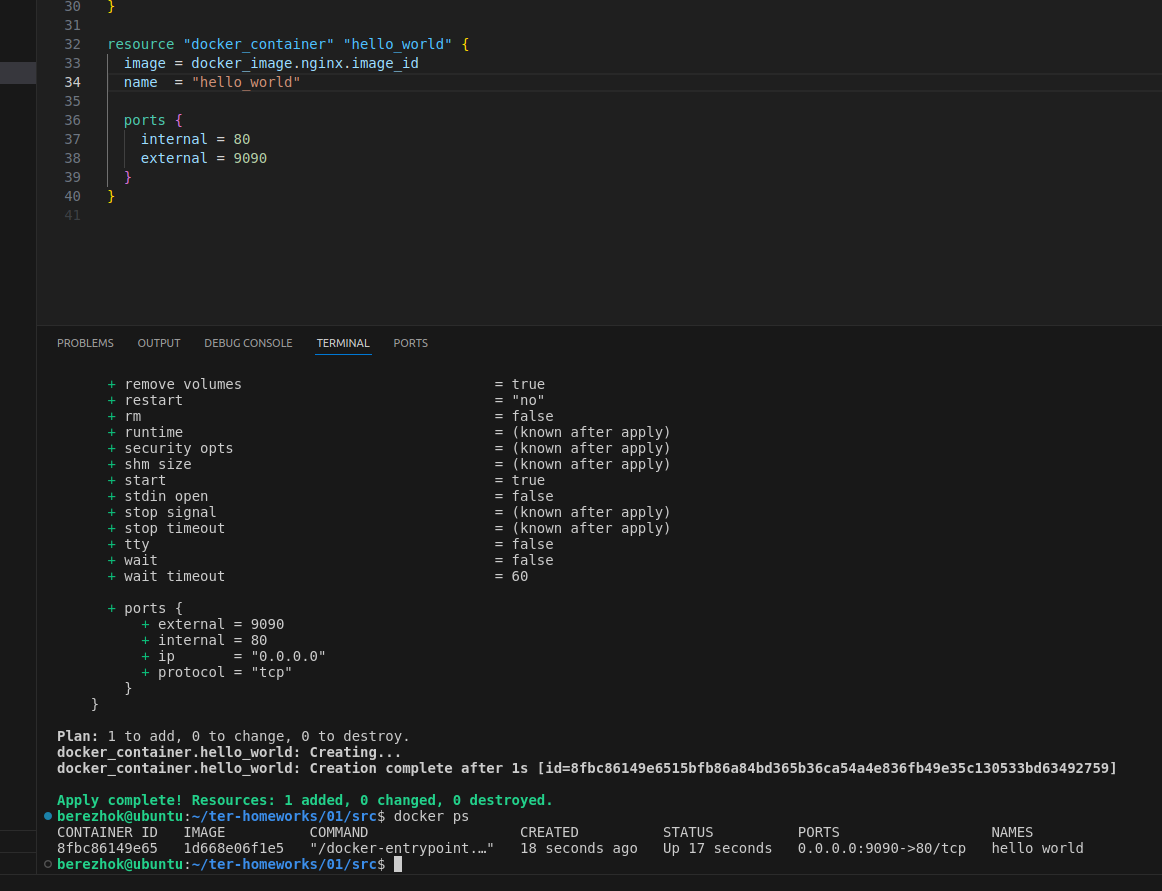 30 }
31
32 resource "docker_container" "hello_world" {
33 image = docker_image.nginx.image_id
34 name  = "hello_world"
35
36 ports {
37 internal = 80
38 external = 9090
39 }
40 }
41
PROBLEMS OUTPUT DEBUG CONSOLE TERMINAL PORTS
+ remove volumes = true
+ restart = "no"
+ rm = false
+ runtime = (known after apply)
+ security opts = (known after apply)
+ shm size = (known after apply)
+ start = true
+ stdin open = false
+ stop signal = (known after apply)
+ stop timeout = (known after apply)
+ tty = false
+ wait = false
+ wait timeout = 60
+ ports {
+ external = 9090
+ internal = 80
+ ip       = "0.0.0.0"
+ protocol = "tcp"
}
}
Plan: 1 to add, 0 to change, 0 to destroy.
docker_container.hello_world: Creating...
docker_container.hello_world: Creation complete after 1s [id=8fbc86149e6515bfb86a84bd365b36ca54a4e836fb49e35c130533bd63492759]
Apply complete! Resources: 1 added, 0 changed, 0 destroyed.
berezhok@ubuntu:~/ter-homeworks/01/src$ docker ps
CONTAINER ID   IMAGE          COMMAND                  CREATED          STATUS          PORTS                  NAMES
8fbc86149e65   1d668e06f1e5   "/docker-entrypoint.…"   18 seconds ago   Up 17 seconds   0.0.0.0:9090->80/tcp   hello world
berezhok@ubuntu:~/ter-homeworks/01/src$